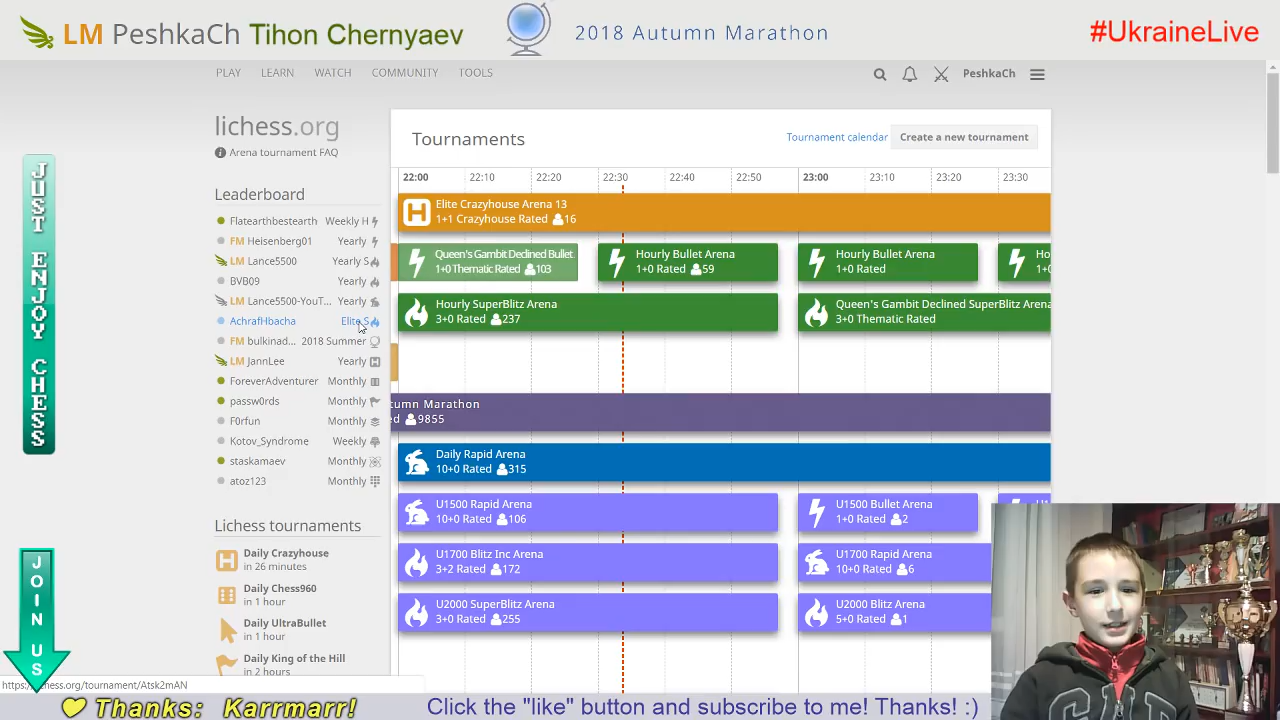 LM PeshkaCh Tihon Chernyaev
2018 Autumn Marathon
#UkraineLive
PLAY LEARN WATCH COMMUNITY TOOLS
PeshkaCh
lichess.org
Arena tournament FAQ
Leaderboard
Flatearthbestearth Weekly H
FM Heisenberg01 Yearly
LM Lance5500 Yearly S
BVB09 Yearly
LM Lance5500-YouT... Yearly
AchrafHbacha Elite S
FM bulkinad... 2018 Summer
LM JannLee Yearly
ForeverAdventurer Monthly
passw0rds Monthly
F0rfun Monthly
Kotov_Syndrome Weekly
staskamaev Monthly
atoz123 Monthly
Lichess tournaments
Daily Crazyhouse
in 26 minutes
Daily Chess960
in 1 hour
Daily UltraBullet
in 1 hour
Daily King of the Hill
in 2 hours
Tournaments
Tournament calendar
Create a new tournament
22:00 22:10 22:20 22:30 22:40 22:50 23:00 23:10 23:20 23:30
Elite Crazyhouse Arena 13
1+1 Crazyhouse Rated 16
Queen's Gambit Declined Bullet
1+0 Thematic Rated 103
Hourly Bullet Arena
1+0 Rated 59
Hourly Bullet Arena
1+0 Rated
Ho
1+0
Hourly SuperBlitz Arena
3+0 Rated 237
Queen's Gambit Declined SuperBlitz Arena
3+0 Thematic Rated
tumn Marathon
ed 9855
Daily Rapid Arena
10+0 Rated 315
U1500 Rapid Arena
10+0 Rated 106
U1500 Bullet Arena
1+0 Rated 2
U1700 Blitz Inc Arena
3+2 Rated 172
U1700 Rapid Arena
10+0 Rated 6
U2000 SuperBlitz Arena
3+0 Rated 255
U2000 Blitz Arena
5+0 Rated 1
JUST ENJOY CHESS
JOIN US
https://lichess.org/tournament/Atsk2mAN
Thanks: Karrmarr!
Click the "like" button and subscribe to me! Thanks! :)